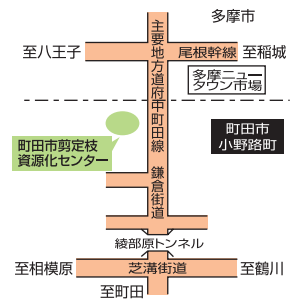 多摩市
至八王子
尾根幹線
至稲城
多摩ニュー
タウン市場
主要地方道府中町田線
鎌倉街道
町田市剪定枝
資源化センター
町田市
小野路町
綾部原トンネル
至相模原
芝溝街道
至鶴川
至町田